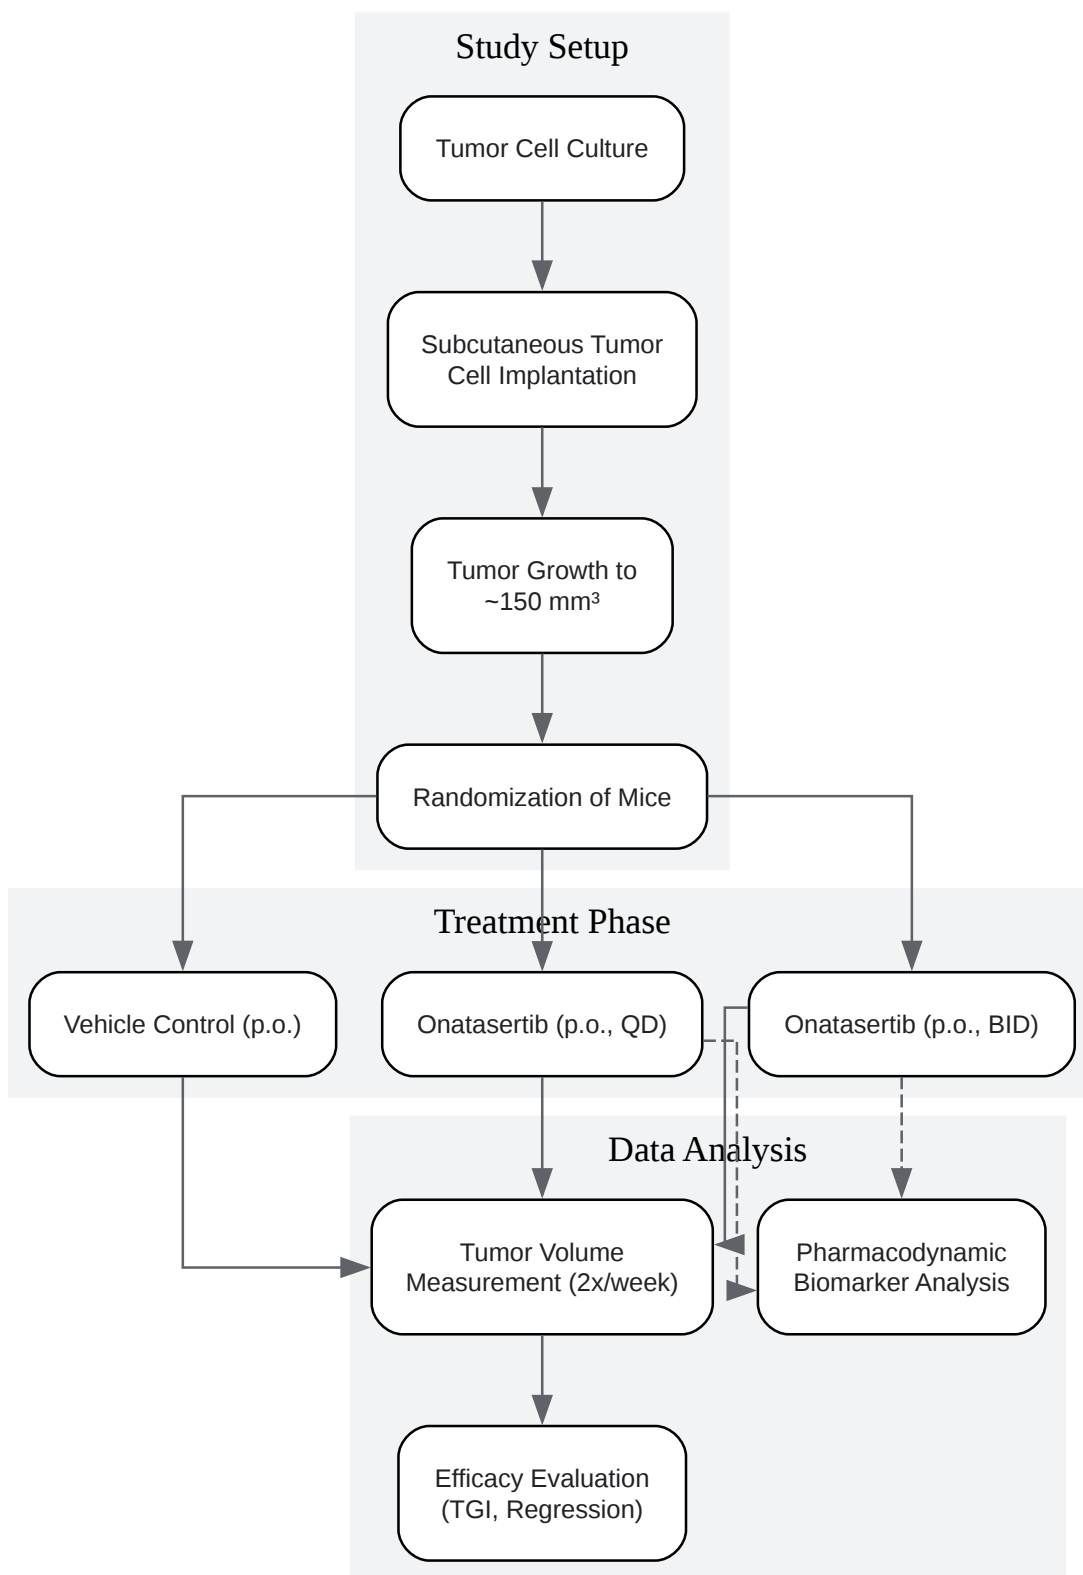 Study Setup
Tumor Cell Culture
Subcutaneous Tumor
Cell Implantation
Tumor Growth to
~150 mm³
Randomization of Mice
Treatment Phase
Vehicle Control (p.o.)
Onatasertib (p.o., QD)
Onatasertib (p.o., BID)
Data Analysis
Tumor Volume
Measurement (2x/week)
Pharmacodynamic
Biomarker Analysis
Efficacy Evaluation
(TGI, Regression)